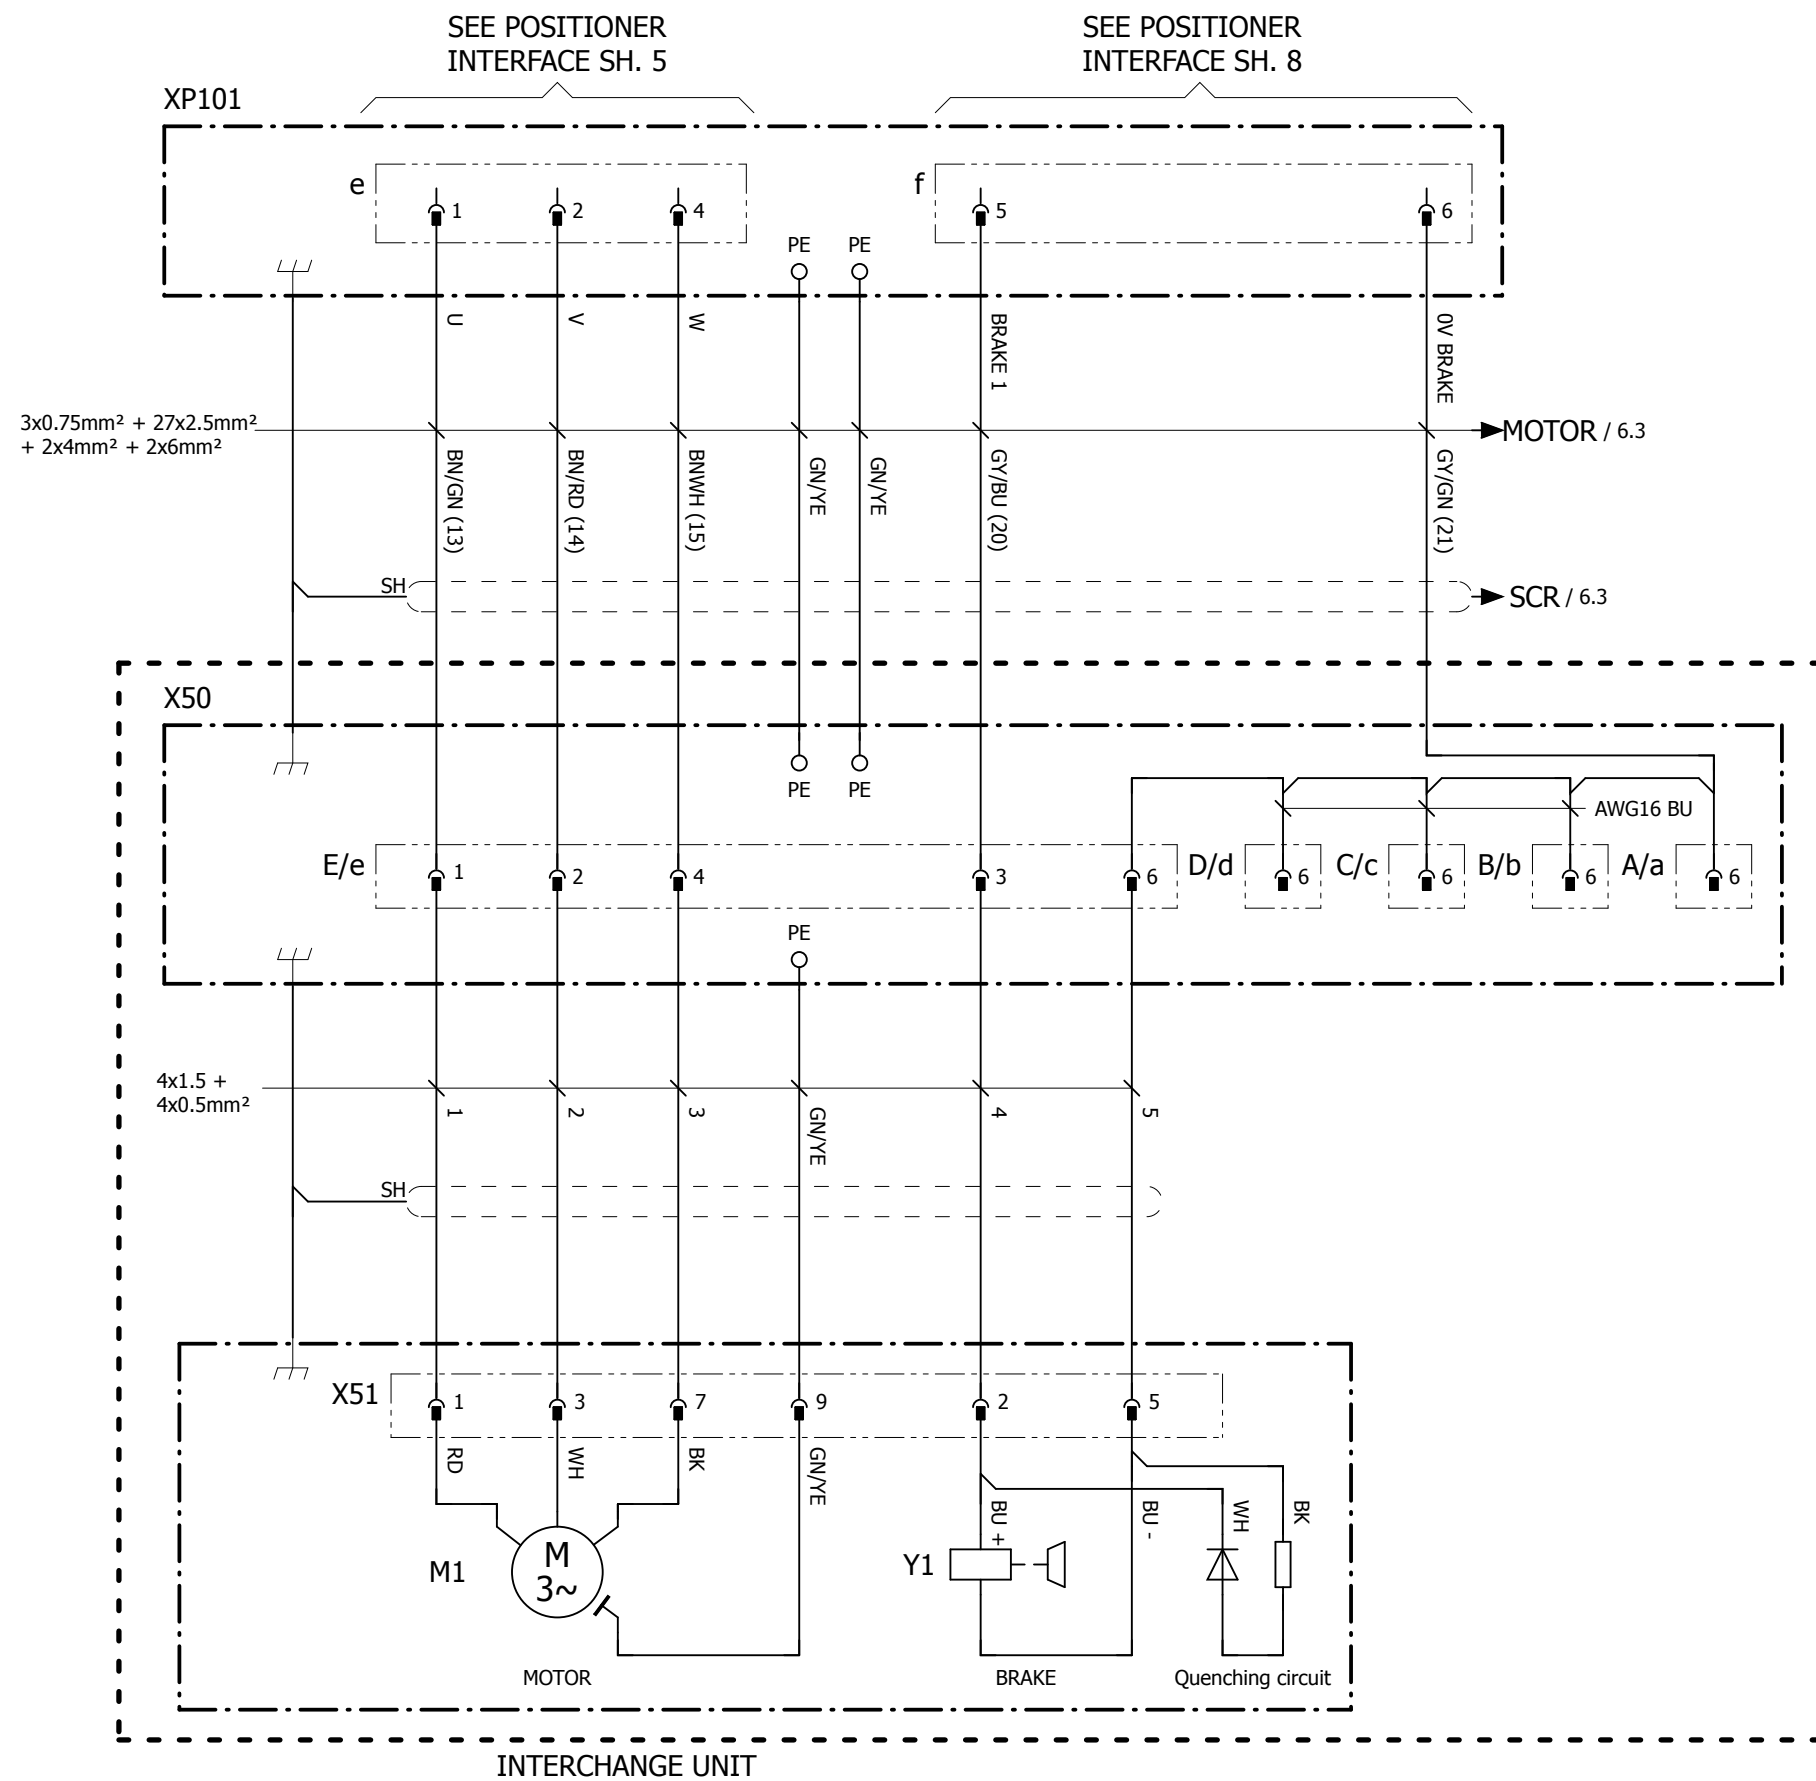 SEE POSITIONER
INTERFACE SH. 5
SEE POSITIONER
INTERFACE SH. 8
XP101
e
1
2
4
f
5
6
PE
PE
U
V
W
BRAKE 1
0V BRAKE
3x0.75mm² + 27x2.5mm²
+ 2x4mm² + 2x6mm²
MOTOR / 6.3
BN/GN (13)
BN/RD (14)
BNWH (15)
GN/YE
GN/YE
GY/BU (20)
GY/GN (21)
SH
SCR / 6.3
X50
PE
PE
AWG16 BU
E/e
1
2
4
3
6
D/d
6
C/c
6
B/b
6
A/a
6
PE
4x1.5 +
4x0.5mm²
1
2
3
GN/YE
4
5
SH
X51
1
3
7
9
2
5
RD
WH
BK
GN/YE
BU +
BU -
WH
BK
M1
M
3~
Y1
MOTOR
BRAKE
Quenching circuit
INTERCHANGE UNIT